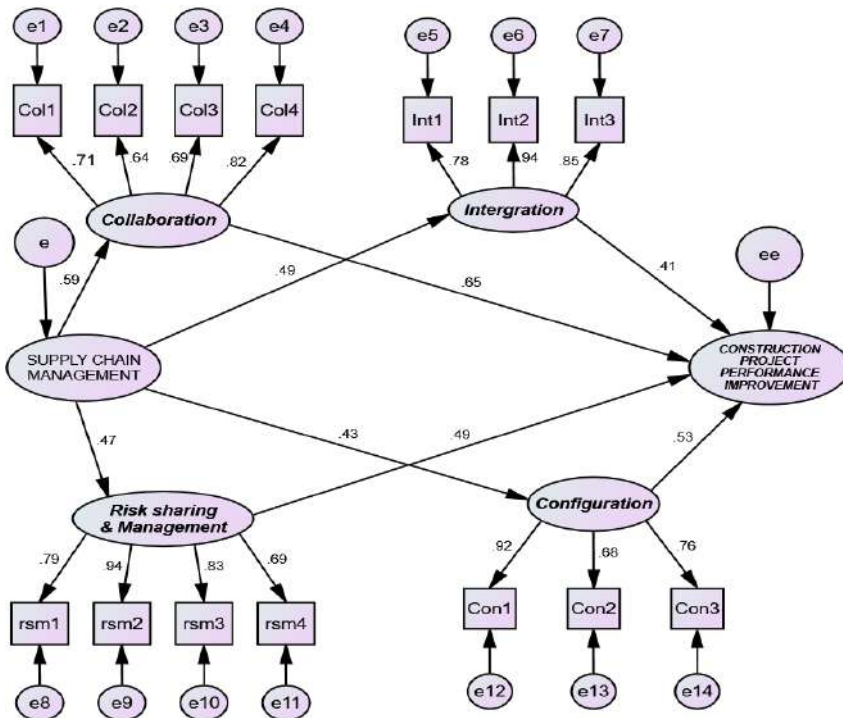 e1 e2 e3 e4 e5 e6 e7
Col1 Col2 Col3 Col4 Int1 Int2 Int3
.71 .64 .69 .82 .78 .94 .85
Collaboration
Intergration
e
ee
.59
.49
.65
.41
SUPPLY CHAIN
MANAGEMENT
CONSTRUCTION
PROJECT
PERFORMANCE
IMPROVEMENT
.47
.43
.49
.53
Risk sharing
& Management
Configuration
.79 .94 .83 .69 .92 .68 .76
rsm1 rsm2 rsm3 rsm4 Con1 Con2 Con3
e8 e9 e10 e11 e12 e13 e14